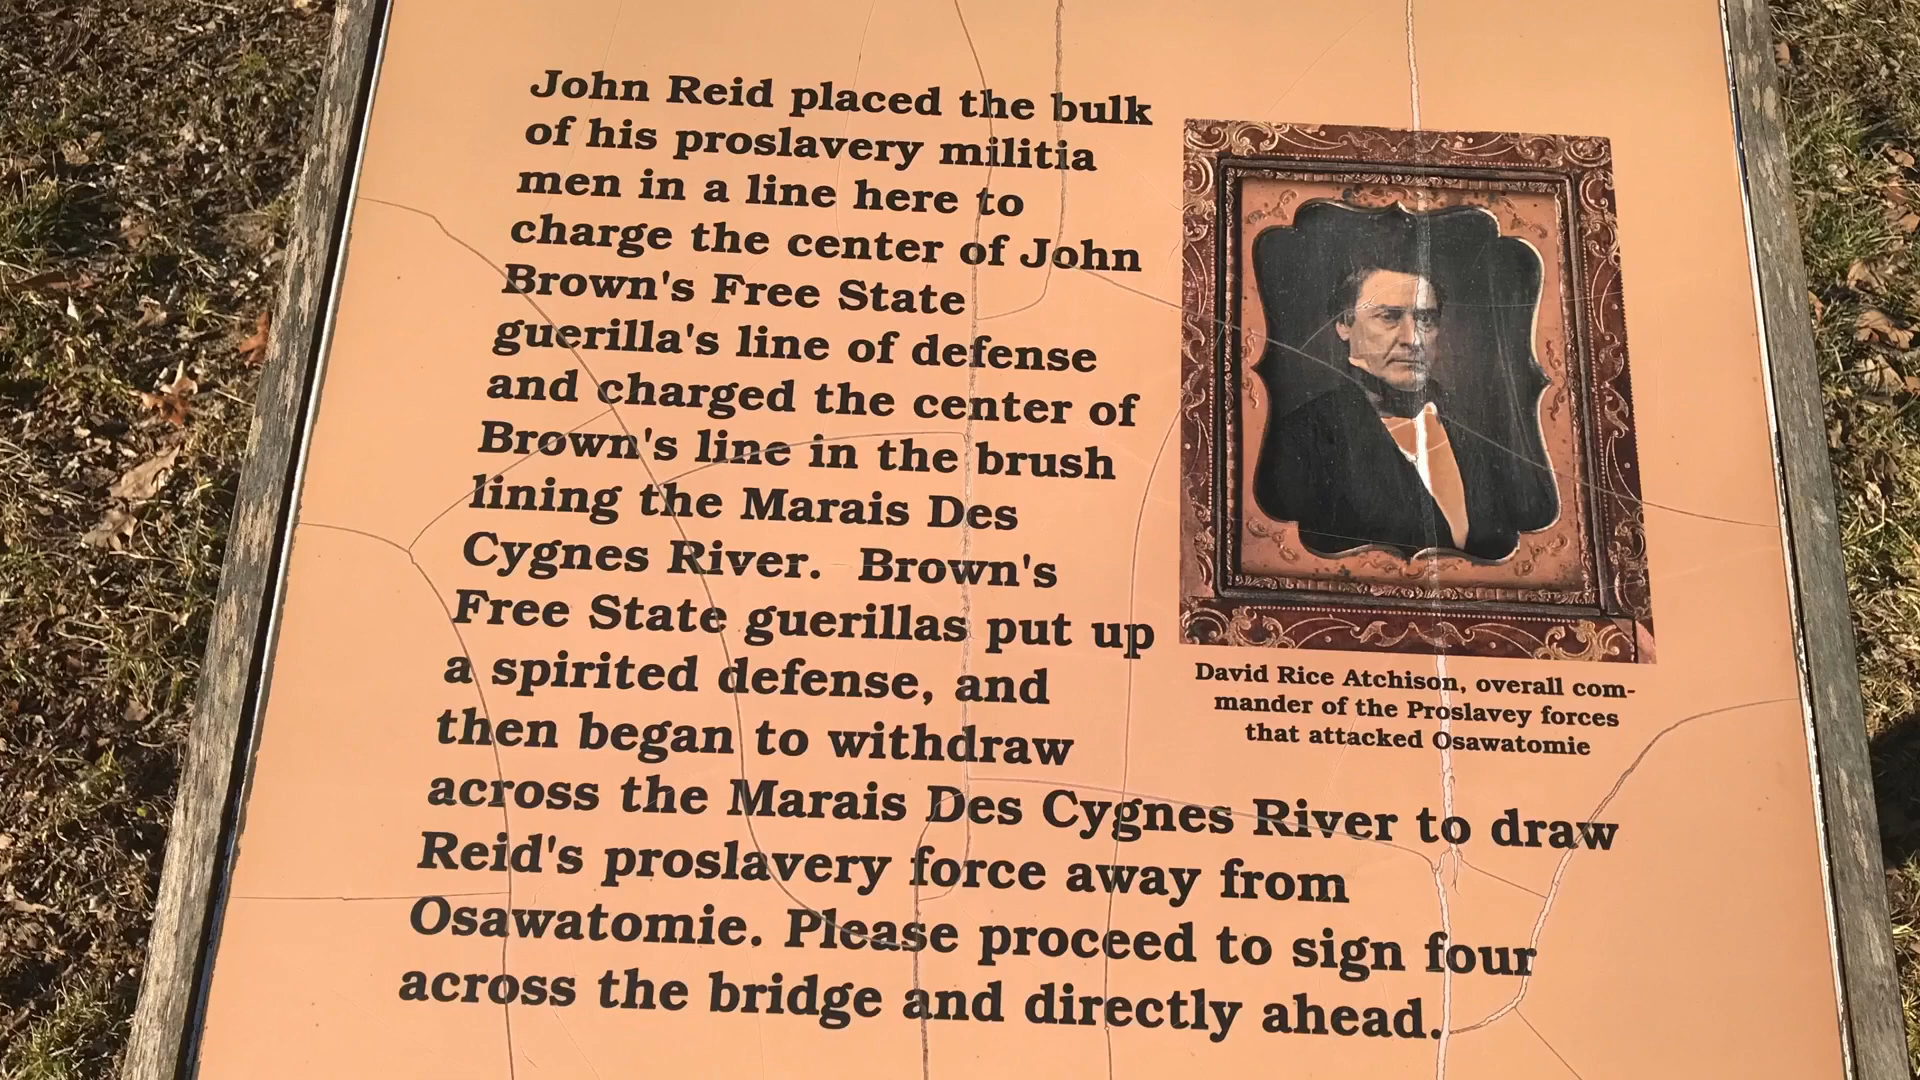 John Reid placed the bulk
of his proslavery militia
men in a line here to
charge the center of John
Brown's Free State
guerilla's line of defense
and charged the center of
Brown's line in the brush
lining the Marais Des
Cygnes River.  Brown's
Free State guerillas put up
a spirited defense, and
then began to withdraw
across the Marais Des Cygnes River to draw
Reid's proslavery force away from
Osawatomie. Please proceed to sign four
across the bridge and directly ahead.
David Rice Atchison, overall com-
mander of the Proslavey forces
that attacked Osawatomie